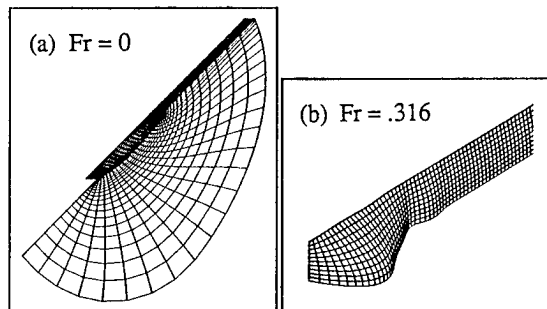 (a) Fr = 0
(b) Fr = .316